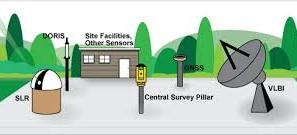 DORIS
Site Facilities,
Other Sensors
GNSS
SLR
Central Survey Pillar
VLBI